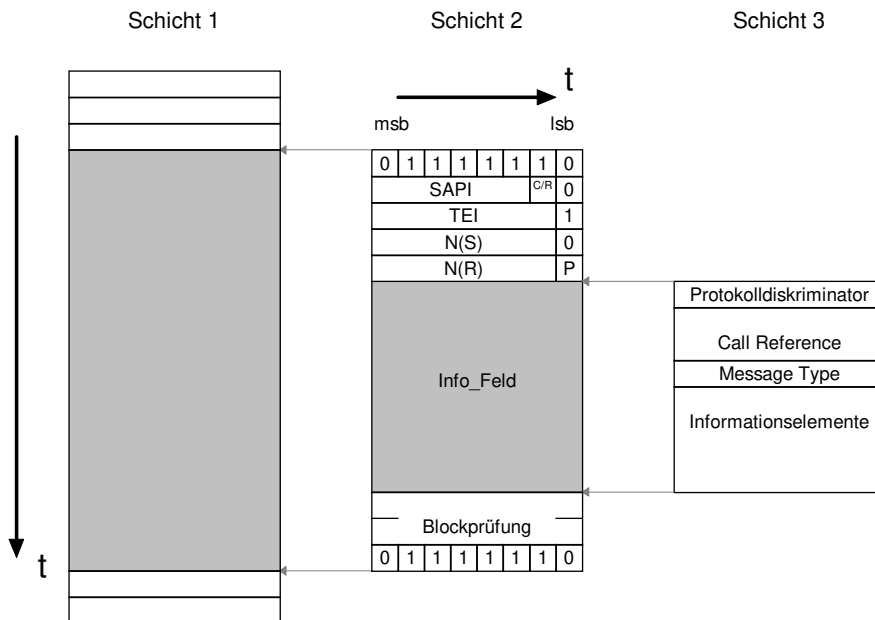 Schicht 1 Schicht 2 Schicht 3
t
msb lsb
0 1 1 1 1 1 1 0
SAPI C/R 0
TEI 1
N(S) 0
N(R) P
Protokolldiskriminator
Call Reference
Message Type
Info_Feld
Informationselemente
Blockprüfung
0 1 1 1 1 1 1 0
t